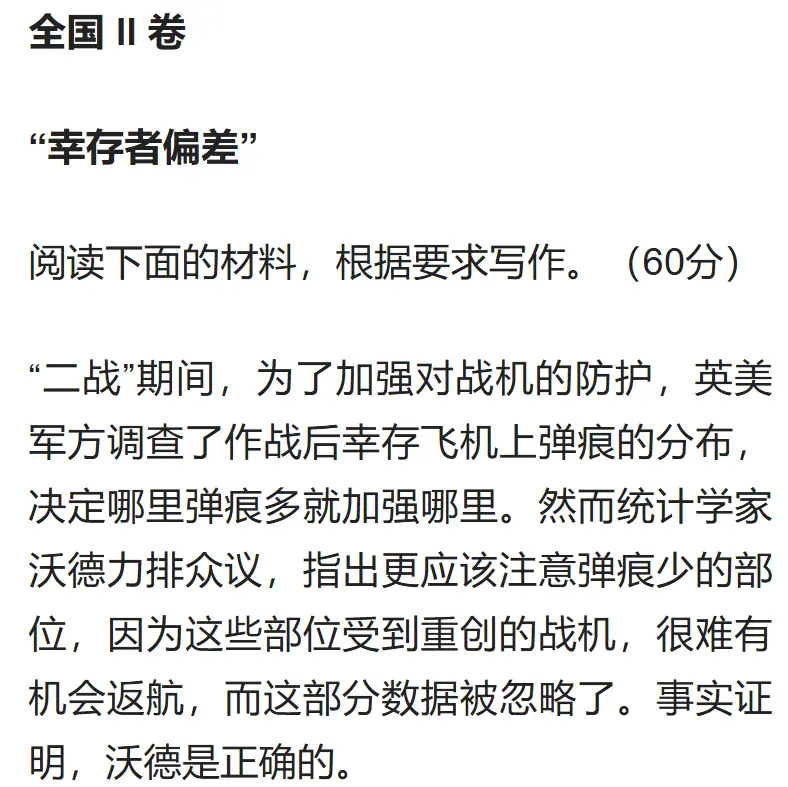 全国 II 卷
“幸存者偏差”
阅读下面的材料，根据要求写作。（60分）
“二战”期间，为了加强对战机的防护，英美
军方调查了作战后幸存飞机上弹痕的分布，
决定哪里弹痕多就加强哪里。然而统计学家
沃德力排众议，指出更应该注意弹痕少的部
位，因为这些部位受到重创的战机，很难有
机会返航，而这部分数据被忽略了。事实证
明，沃德是正确的。